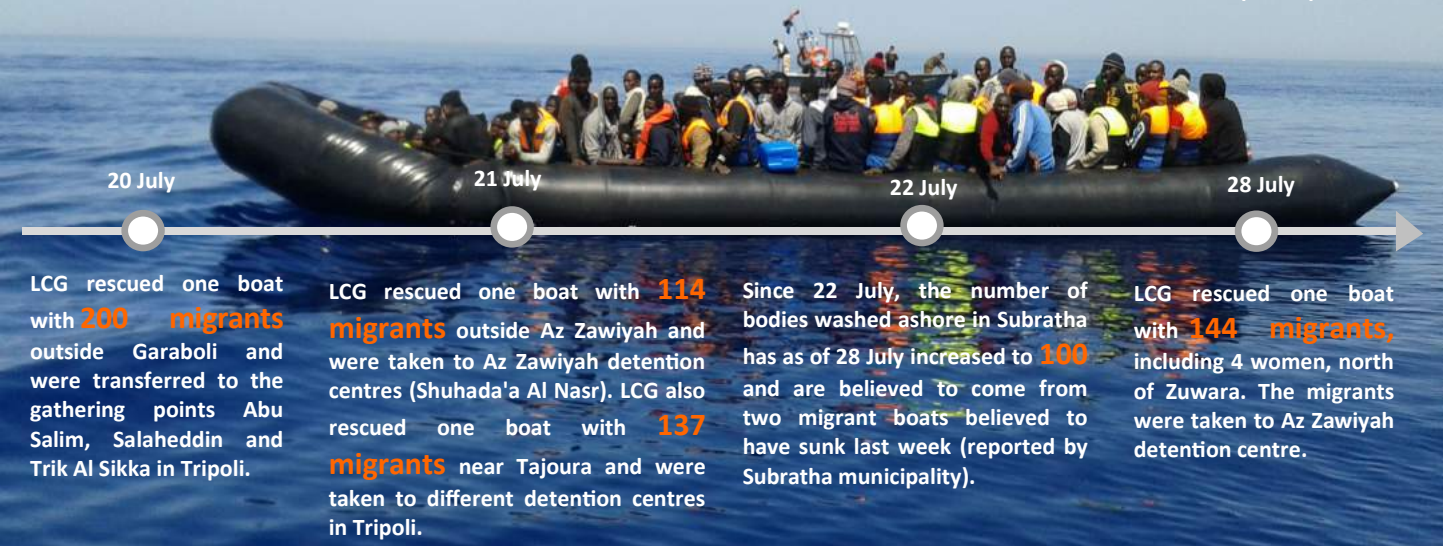 20 July
LCG rescued one boat
with 200 migrants
outside Garaboli and
were transferred to the
gathering points Abu
Salim, Salaheddin and
Trik Al Sikka in Tripoli.
21 July
LCG rescued one boat with 114
migrants outside Az Zawiyah and
were taken to Az Zawiyah detention
centres (Shuhada'a Al Nasr). LCG also
rescued one boat with 137
migrants near Tajoura and were
taken to different detention centres
in Tripoli.
22 July
Since 22 July, the number of
bodies washed ashore in Subratha
has as of 28 July increased to 100
and are believed to come from
two migrant boats believed to
have sunk last week (reported by
Subratha municipality).
28 July
LCG rescued one boat
with 144 migrants,
including 4 women, north
of Zuwara. The migrants
were taken to Az Zawiyah
detention centre.